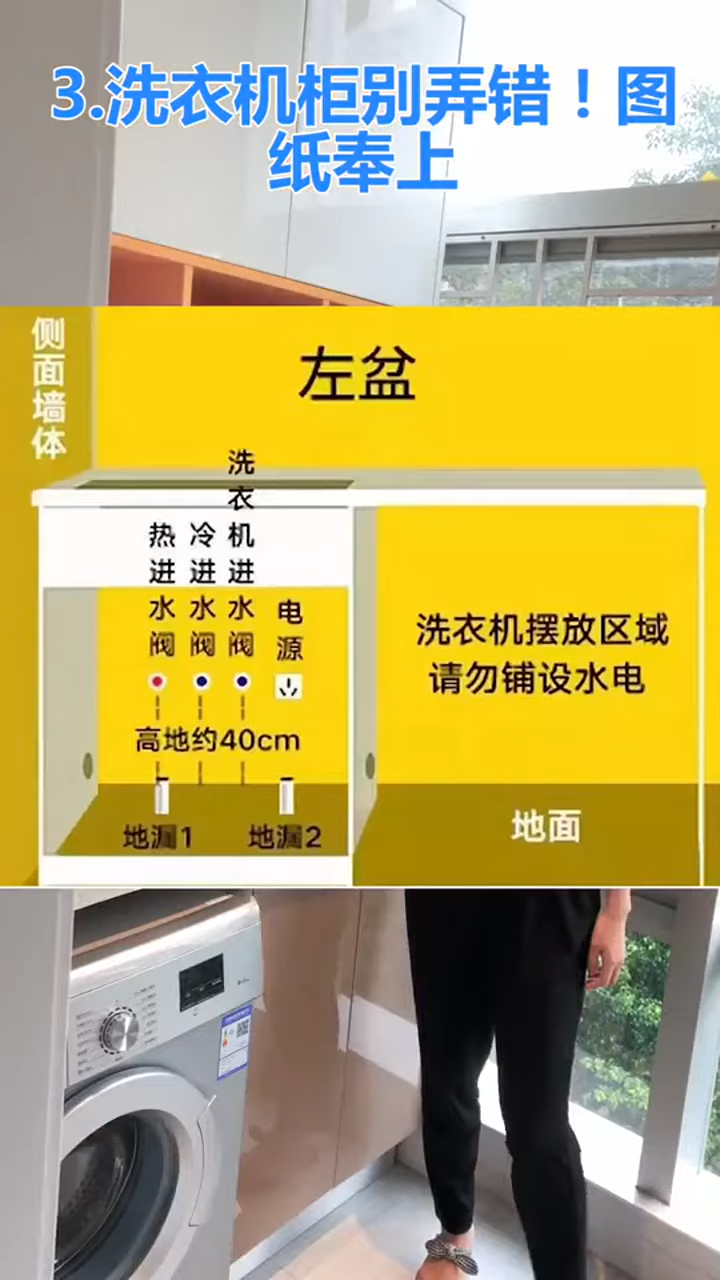 3.洗衣机柜别弄错！图
纸奉上
侧面墙体
左盆
热进水阀
冷进水阀
洗衣机进水阀
电源
高地约40cm
洗衣机摆放区域
请勿铺设水电
地漏1
地漏2
地面